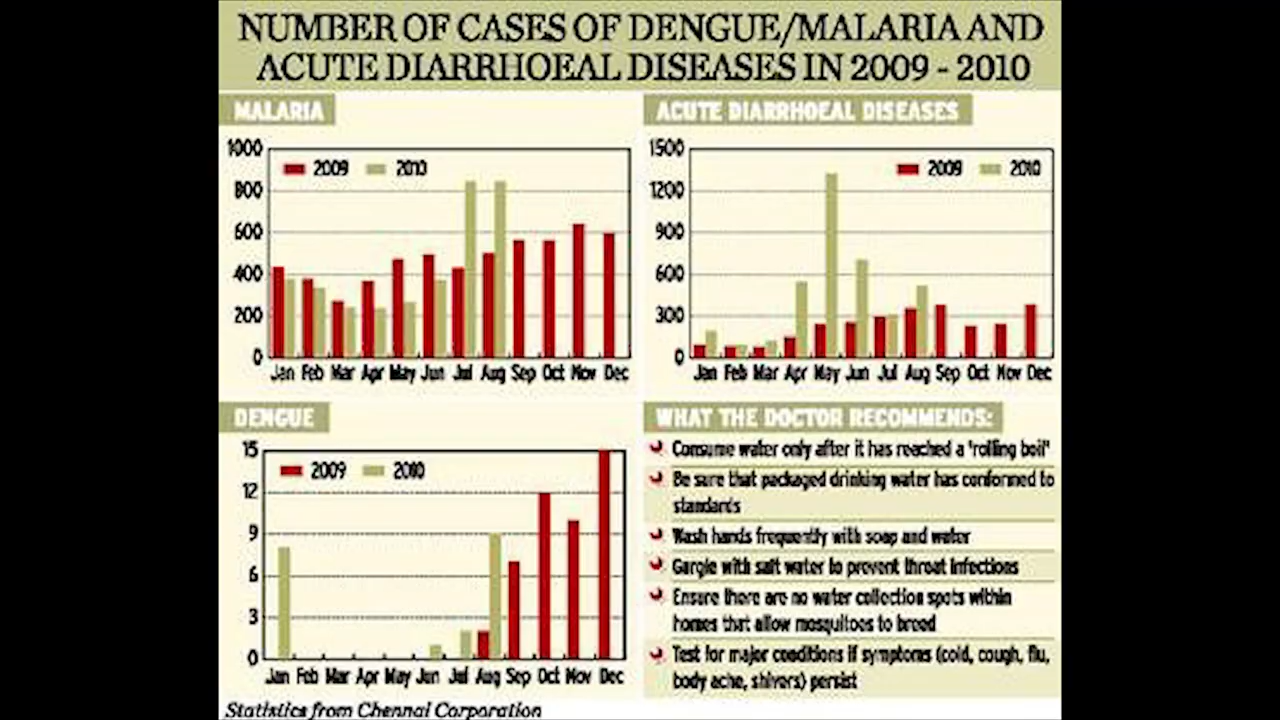 NUMBER OF CASES OF DENGUE/MALARIA AND
ACUTE DIARRHOEAL DISEASES IN 2009 - 2010
MALARIA
1000
800
600
400
200
0
2009 2010
Jan Feb Mar Apr May Jun Jul Aug Sep Oct Nov Dec
ACUTE DIARRHOEAL DISEASES
1500
1200
900
600
300
0
2009 2010
Jan Feb Mar Apr May Jun Jul Aug Sep Oct Nov Dec
DENGUE
15
12
9
6
3
0
2009 2010
Jan Feb Mar Apr May Jun Jul Aug Sep Oct Nov Dec
WHAT THE DOCTOR RECOMMENDS:
Consume water only after it has reached a 'rolling boil'
Be sure that packaged drinking water has conformed to
standards
Wash hands frequently with soap and water
Gargle with salt water to prevent throat infections
Ensure there are no water collection spots within
homes that allow mosquitoes to breed
Test for major conditions if symptoms (cold, cough, flu,
body ache, shivers) persist
Statistics from Chennai Corporation